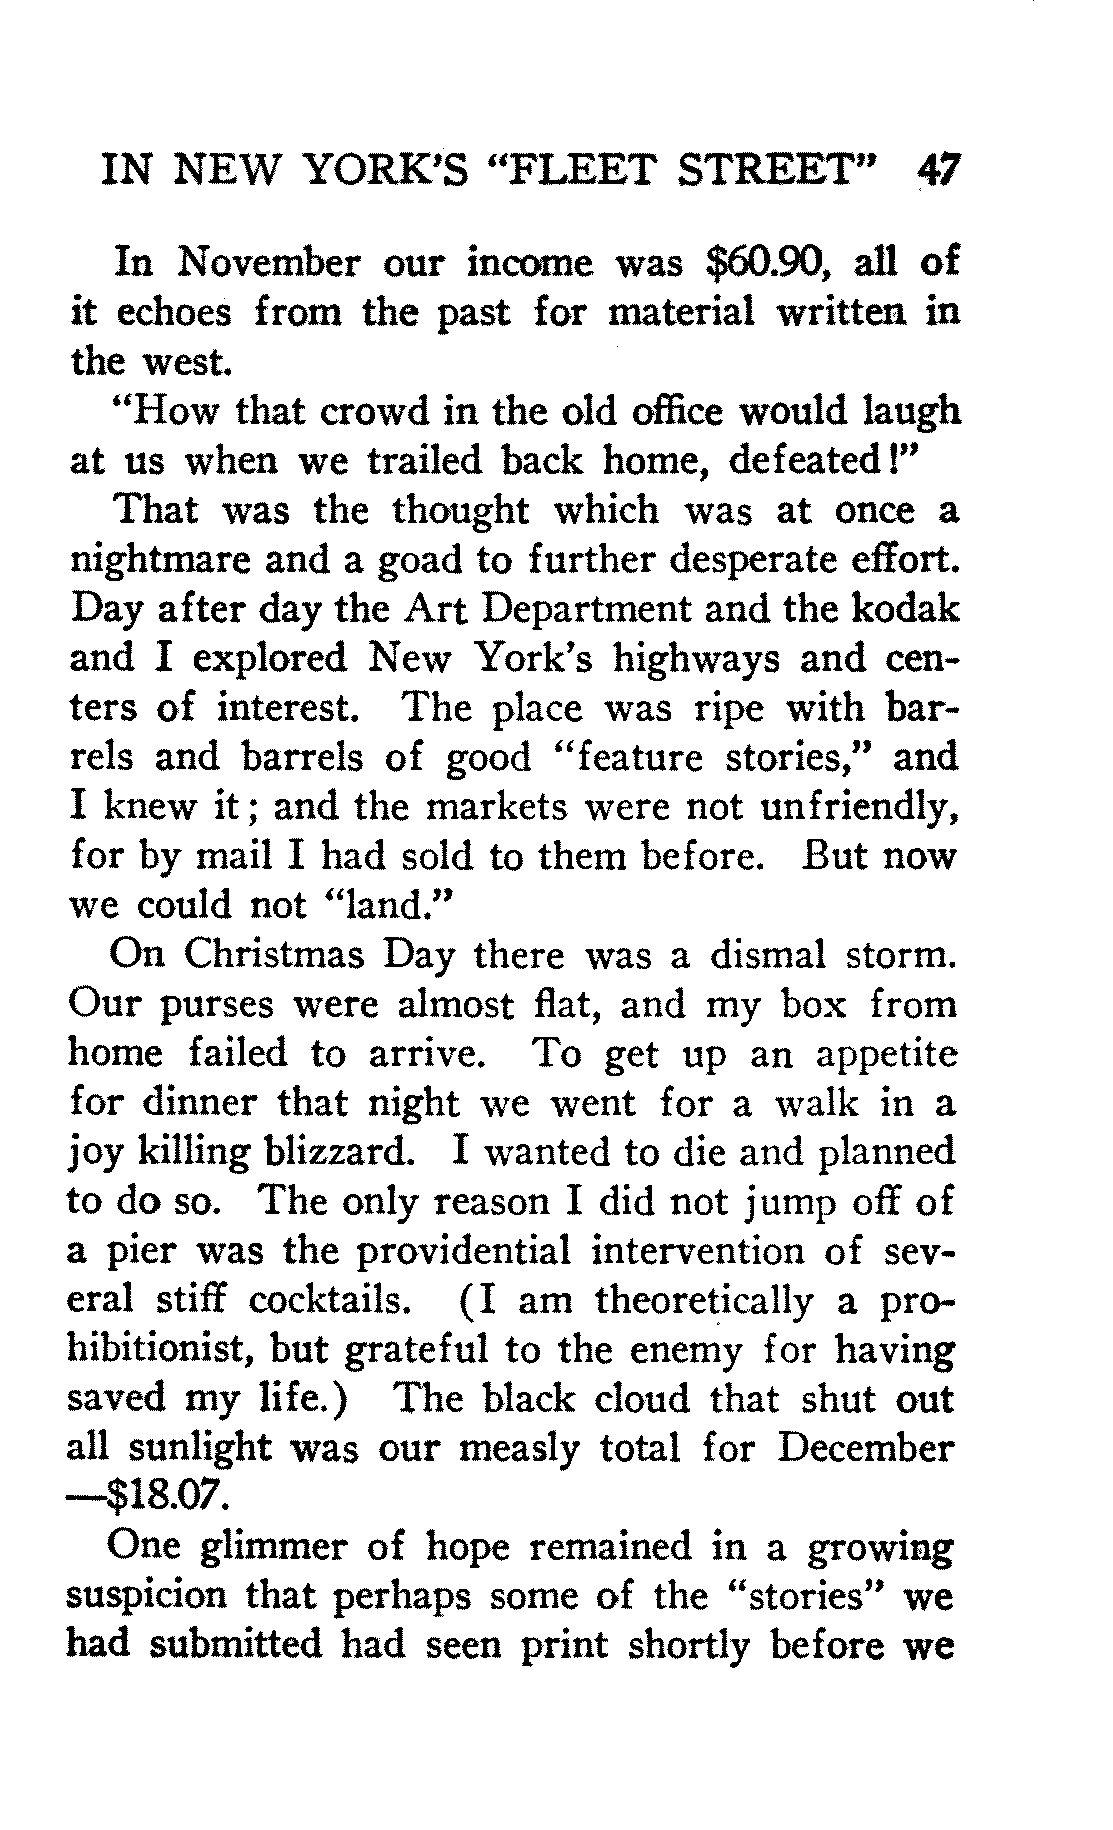 IN NEW YORK'S “FLEET STREET” 47
In November our income was $60.90, all of
it echoes from the past for material written in
the west.
“How that crowd in the old office would laugh
at us when we trailed back home, defeated!”
That was the thought which was at once a
nightmare and a goad to further desperate effort.
Day after day the Art Department and the kodak
and I explored New York's highways and cen-
ters of interest. The place was ripe with bar-
rels and barrels of good “feature stories,” and
I knew it; and the markets were not unfriendly,
for by mail I had sold to them before. But now
we could not “land.”
On Christmas Day there was a dismal storm.
Our purses were almost flat, and my box from
home failed to arrive. To get up an appetite
for dinner that night we went for a walk in a
joy killing blizzard. I wanted to die and planned
to do so. The only reason I did not jump off of
a pier was the providential intervention of sev-
eral stiff cocktails. (I am theoretically a pro-
hibitionist, but grateful to the enemy for having
saved my life.) The black cloud that shut out
all sunlight was our measly total for December
—$18.07.
One glimmer of hope remained in a growing
suspicion that perhaps some of the “stories” we
had submitted had seen print shortly before we